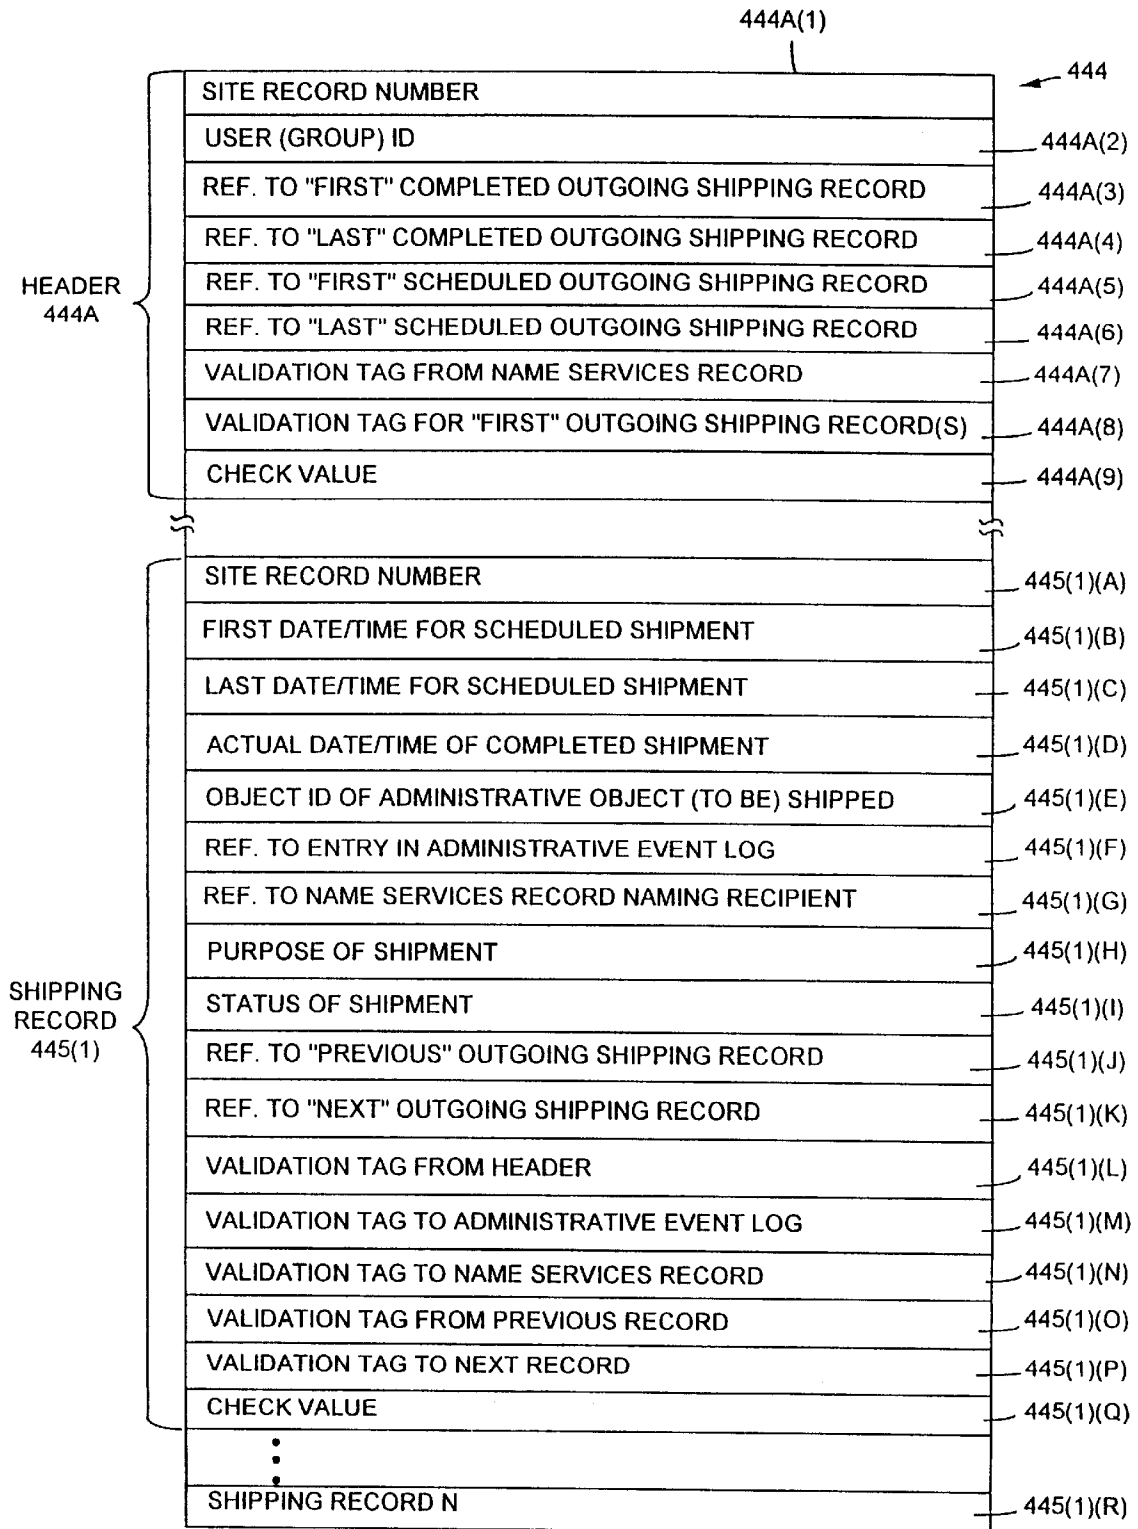 444A(1)
444
SITE RECORD NUMBER
USER (GROUP) ID 444A(2)
REF. TO "FIRST" COMPLETED OUTGOING SHIPPING RECORD 444A(3)
REF. TO "LAST" COMPLETED OUTGOING SHIPPING RECORD 444A(4)
HEADER
444A
REF. TO "FIRST" SCHEDULED OUTGOING SHIPPING RECORD 444A(5)
REF. TO "LAST" SCHEDULED OUTGOING SHIPPING RECORD 444A(6)
VALIDATION TAG FROM NAME SERVICES RECORD 444A(7)
VALIDATION TAG FOR "FIRST" OUTGOING SHIPPING RECORD(S) 444A(8)
CHECK VALUE 444A(9)
SITE RECORD NUMBER 445(1)(A)
FIRST DATE/TIME FOR SCHEDULED SHIPMENT 445(1)(B)
LAST DATE/TIME FOR SCHEDULED SHIPMENT 445(1)(C)
ACTUAL DATE/TIME OF COMPLETED SHIPMENT 445(1)(D)
OBJECT ID OF ADMINISTRATIVE OBJECT (TO BE) SHIPPED 445(1)(E)
REF. TO ENTRY IN ADMINISTRATIVE EVENT LOG 445(1)(F)
REF. TO NAME SERVICES RECORD NAMING RECIPIENT 445(1)(G)
PURPOSE OF SHIPMENT 445(1)(H)
SHIPPING
RECORD
445(1)
STATUS OF SHIPMENT 445(1)(I)
REF. TO "PREVIOUS" OUTGOING SHIPPING RECORD 445(1)(J)
REF. TO "NEXT" OUTGOING SHIPPING RECORD 445(1)(K)
VALIDATION TAG FROM HEADER 445(1)(L)
VALIDATION TAG TO ADMINISTRATIVE EVENT LOG 445(1)(M)
VALIDATION TAG TO NAME SERVICES RECORD 445(1)(N)
VALIDATION TAG FROM PREVIOUS RECORD 445(1)(O)
VALIDATION TAG TO NEXT RECORD 445(1)(P)
CHECK VALUE 445(1)(Q)
SHIPPING RECORD N 445(1)(R)